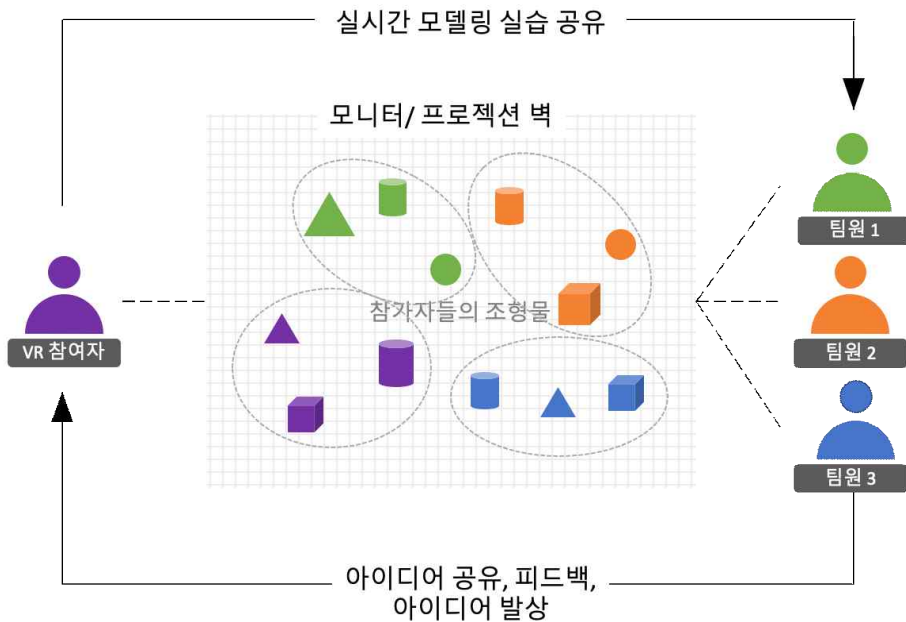 실시간 모델링 실습 공유
모니터/ 프로젝션 벽
참가자들의 조형물
VR 참여자
팀원 1
팀원 2
팀원 3
아이디어 공유, 피드백,
아이디어 발상